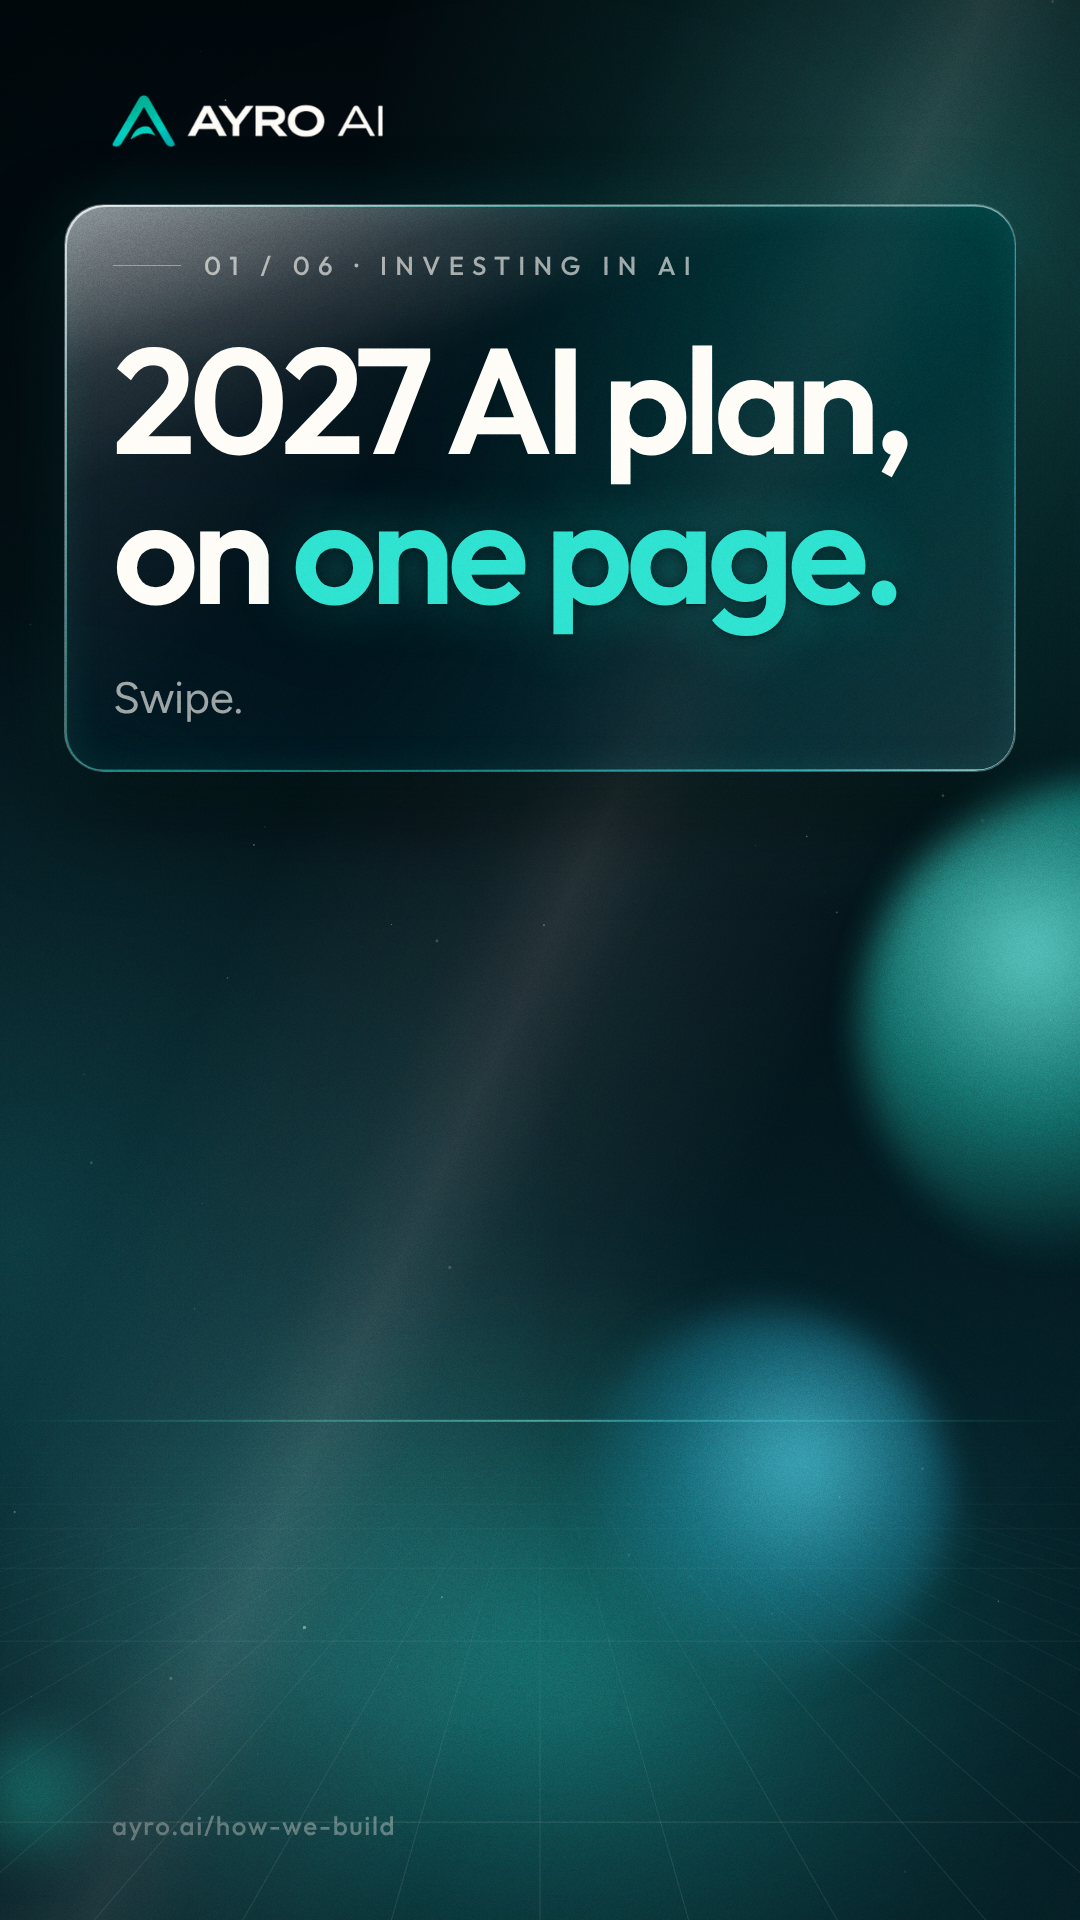 AYRO AI
01 / 06 · INVESTING IN AI
2027 AI plan,
on one page.
Swipe.
ayro.ai/how-we-build